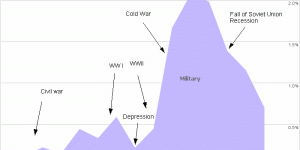 2.0%
Cold War
Fall of Soviet Union
Recession
1.5%
WW I
WWII
Military
1.0%
Civil war
Depression
0.5%